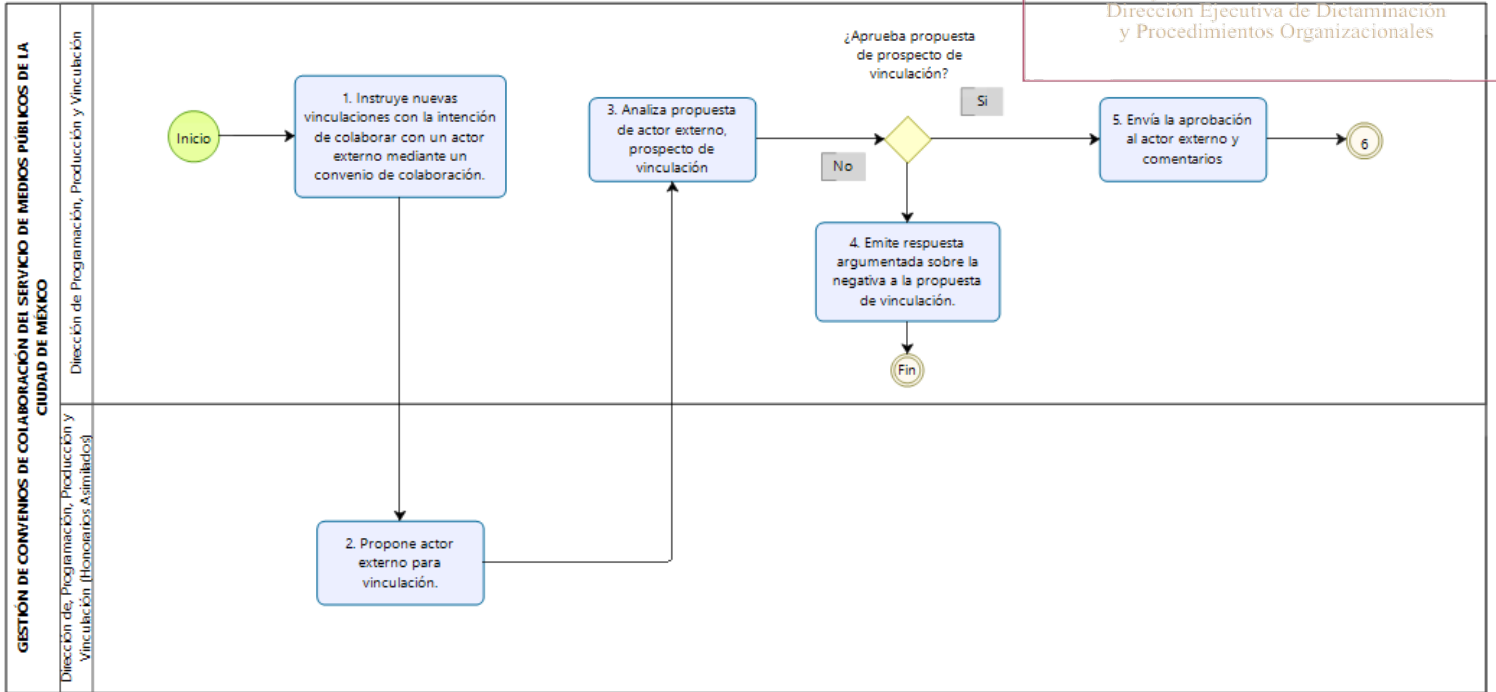 Dirección Ejecutiva de Dictaminación
y Procedimientos Organizacionales
GESTIÓN DE CONVENIOS DE COLABORACIÓN DEL SERVICIO DE MEDIOS PÚBLICOS DE LA
CIUDAD DE MÉXICO
Dirección de Programación, Producción y Vinculación
Inicio
1. Instruye nuevas
vinculaciones con la intención
de colaborar con un actor
externo mediante un
convenio de colaboración.
3. Analiza propuesta
de actor externo,
prospecto de
vinculación
¿Aprueba propuesta
de prospecto de
vinculación?
Si
No
5. Envía la aprobación
al actor externo y
comentarios
6
4. Emite respuesta
argumentada sobre la
negativa a la propuesta
de vinculación.
Fin
Dirección de, Programación, Producción y
Vinculación (Honorarios Asimilados)
2. Propone actor
externo para
vinculación.